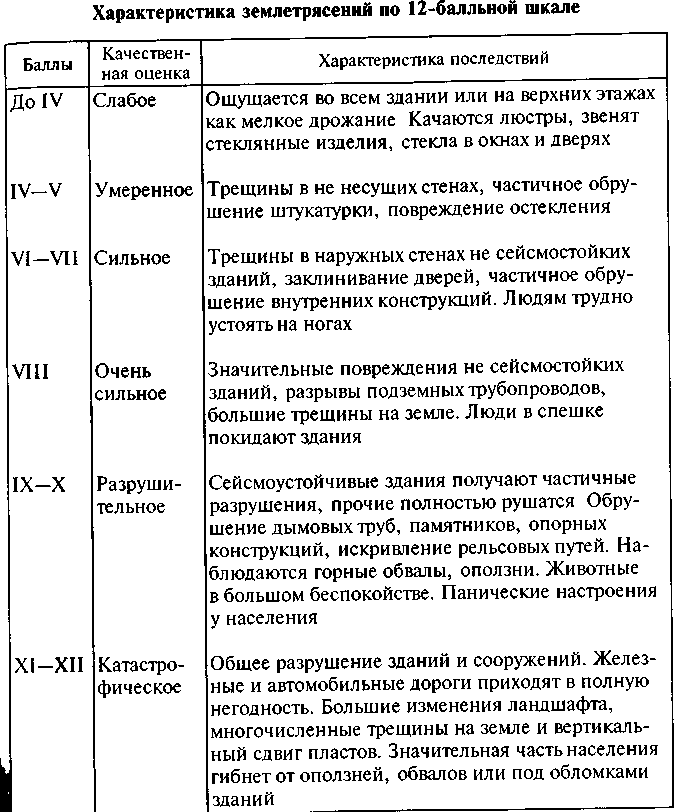 Характеристика землетрясений по 12-балльной шкале
Баллы
Качествен-
ная оценка
Характеристика последствий
До IV
Слабое
Ощущается во всем здании или на верхних этажах
как мелкое дрожание Качаются люстры, звенят
стеклянные изделия, стекла в окнах и дверях
IV—V
Умеренное
Трещины в не несущих стенах, частичное обру-
шение штукатурки, повреждение остекления
VI—VII
Сильное
Трещины в наружных стенах не сейсмостойких
зданий, заклинивание дверей, частичное обру-
шение внутренних конструкций. Людям трудно
устоять на ногах
VIII
Очень
сильное
Значительные повреждения не сейсмостойких
зданий, разрывы подземных трубопроводов,
большие трещины на земле. Люди в спешке
покидают здания
IX—X
Разруши-
тельное
Сейсмоустойчивые здания получают частичные
разрушения, прочие полностью рушатся Обру-
шение дымовых труб, памятников, опорных
конструкций, искривление рельсовых путей. На-
блюдаются горные обвалы, оползни. Животные
в большом беспокойстве. Панические настроения
у населения
XI—XII
Катастро-
фическое
Общее разрушение зданий и сооружений. Желез-
ные и автомобильные дороги приходят в полную
негодность. Большие изменения ландшафта,
многочисленные трещины на земле и вертикаль-
ный сдвиг пластов. Значительная часть населения
гибнет от оползней, обвалов или под обломками
зданий